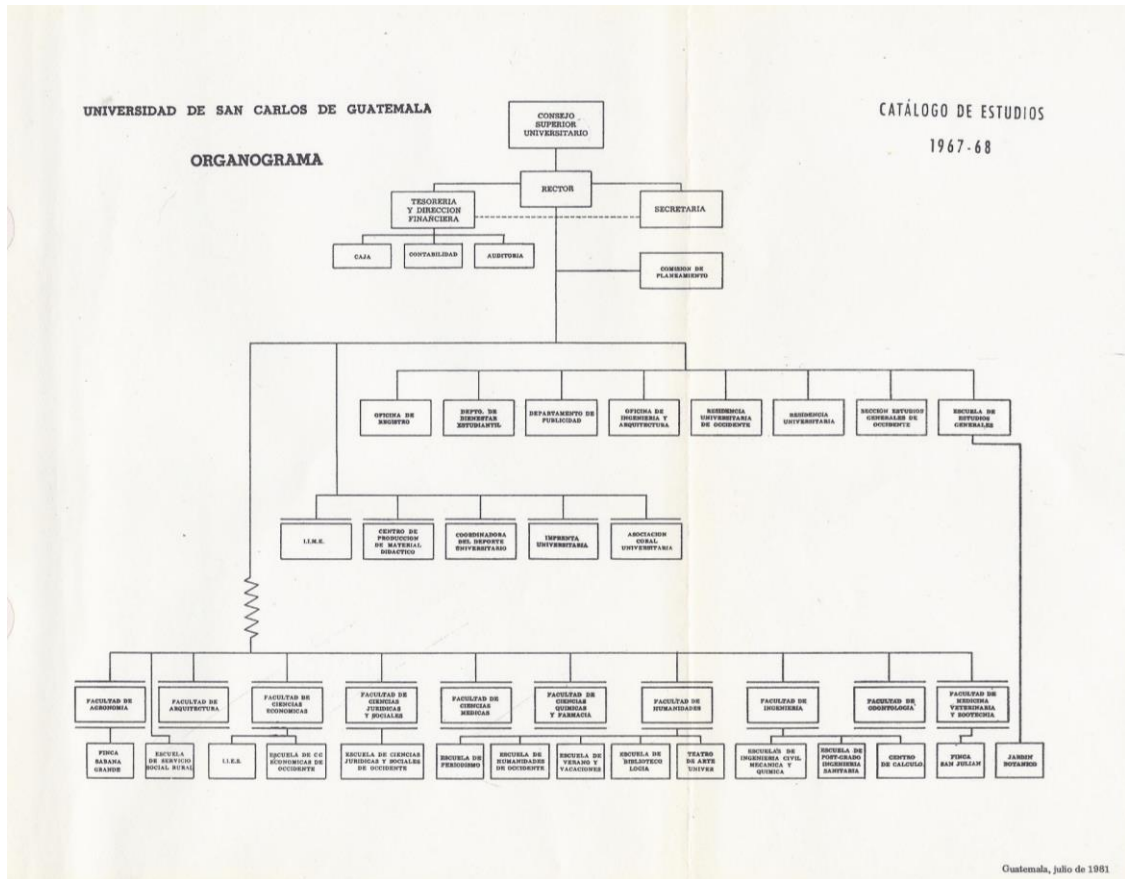 UNIVERSIDAD DE SAN CARLOS DE GUATEMALA
ORGANOGRAMA
CATÁLOGO DE ESTUDIOS
1967-68
CONSEJO
SUPERIOR
UNIVERSITARIO
RECTOR
TESORERIA
Y DIRECCION
FINANCIERA
SECRETARIA
CAJA
CONTABILIDAD
AUDITORIA
COMISION DE
PLANEAMIENTO
OFICINA DE
REGISTRO
DEPTO. DE
BIENESTAR
ESTUDIANTIL
DEPARTAMENTO DE
PUBLICIDAD
OFICINA DE
INGENIERIA Y
ARQUITECTURA
RESIDENCIA
UNIVERSITARIA
DE OCCIDENTE
RESIDENCIA
UNIVERSITARIA
SECCIÓN ESTUDIOS
GENERALES DE
OCCIDENTE
ESCUELA DE
ESTUDIOS
GENERALES
I.I.M.E.
CENTRO DE
PRODUCCION
DE MATERIAL
DIDACTICO
COORDINADORA
DEL DEPORTE
UNIVERSITARIO
IMPRENTA
UNIVERSITARIA
ASOCIACION
CORAL
UNIVERSITARIA
FACULTAD DE
AGRONOMIA
FACULTAD DE
ARQUITECTURA
FACULTAD DE
CIENCIAS
ECONOMICAS
FACULTAD DE
CIENCIAS
JURIDICAS
Y SOCIALES
FACULTAD DE
CIENCIAS
MEDICAS
FACULTAD DE
CIENCIAS
QUIMICAS
Y FARMACIA
FACULTAD DE
HUMANIDADES
FACULTAD DE
INGENIERIA
FACULTAD DE
ODONTOLOGIA
FACULTAD DE
MEDICINA
VETERINARIA Y
ZOOTECNIA
FINCA
SABANA
GRANDE
ESCUELA
DE SERVICIO
SOCIAL RURAL
I.I.E.S.
ESCUELA DE CC
ECONOMICAS DE
OCCIDENTE
ESCUELA DE CIENCIAS
JURIDICAS Y SOCIALES
DE OCCIDENTE
ESCUELA DE
PERIODISMO
ESCUELA DE
HUMANIDADES
DE OCCIDENTE
ESCUELA DE
VERANO Y
VACACIONES
ESCUELA DE
BIBLIOTECO
LOGIA
TEATRO
DE ARTE
UNIVER
ESCUELAS DE
INGENIERIA CIVIL
MECANICA Y
QUIMICA
ESCUELA DE
POST-GRADO
INGENIERIA
SANITARIA
CENTRO
DE CALCULO
FINCA
SAN JULIAN
JARDIN
BOTANICO
Guatemala, julio de 1981